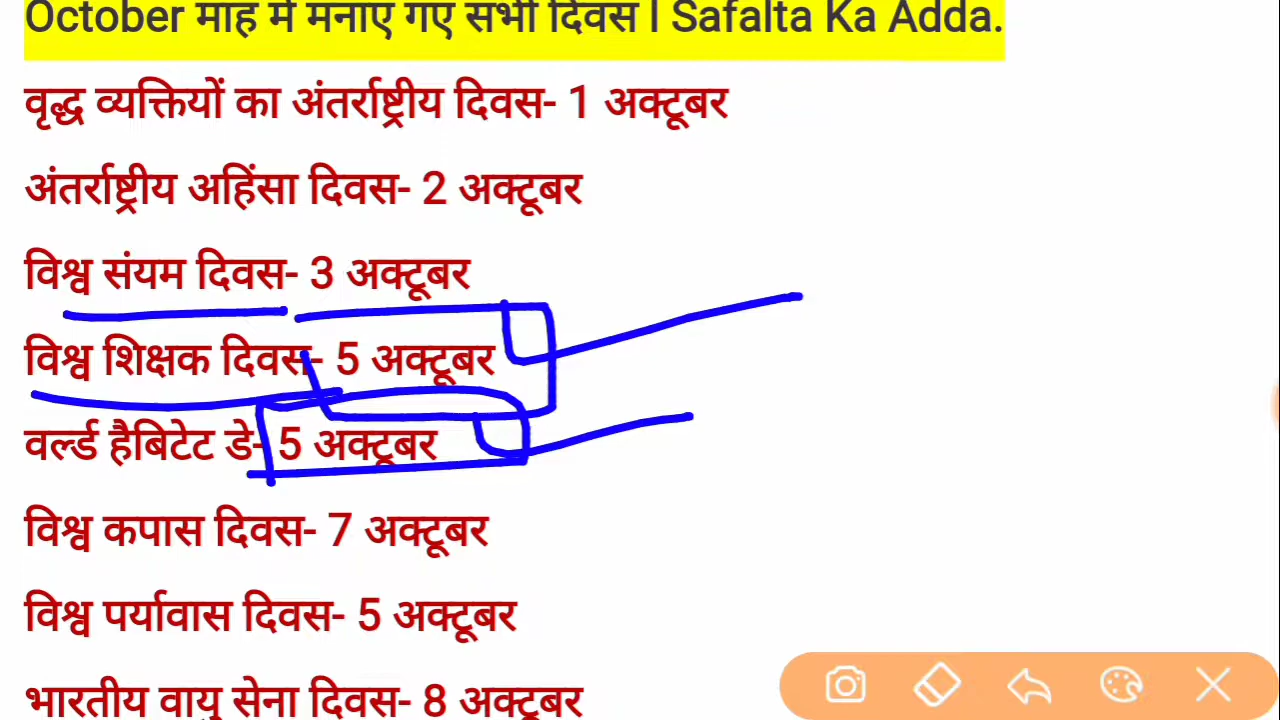 October माह में मनाए गए सभी दिवस l Safalta Ka Adda.
वृद्ध व्यक्तियों का अंतर्राष्ट्रीय दिवस- 1 अक्टूबर
अंतर्राष्ट्रीय अहिंसा दिवस- 2 अक्टूबर
विश्व संयम दिवस- 3 अक्टूबर
विश्व शिक्षक दिवस- 5 अक्टूबर
वर्ल्ड हैबिटेट डे- 5 अक्टूबर
विश्व कपास दिवस- 7 अक्टूबर
विश्व पर्यावास दिवस- 5 अक्टूबर
भारतीय वायु सेना दिवस- 8 अक्टूबर